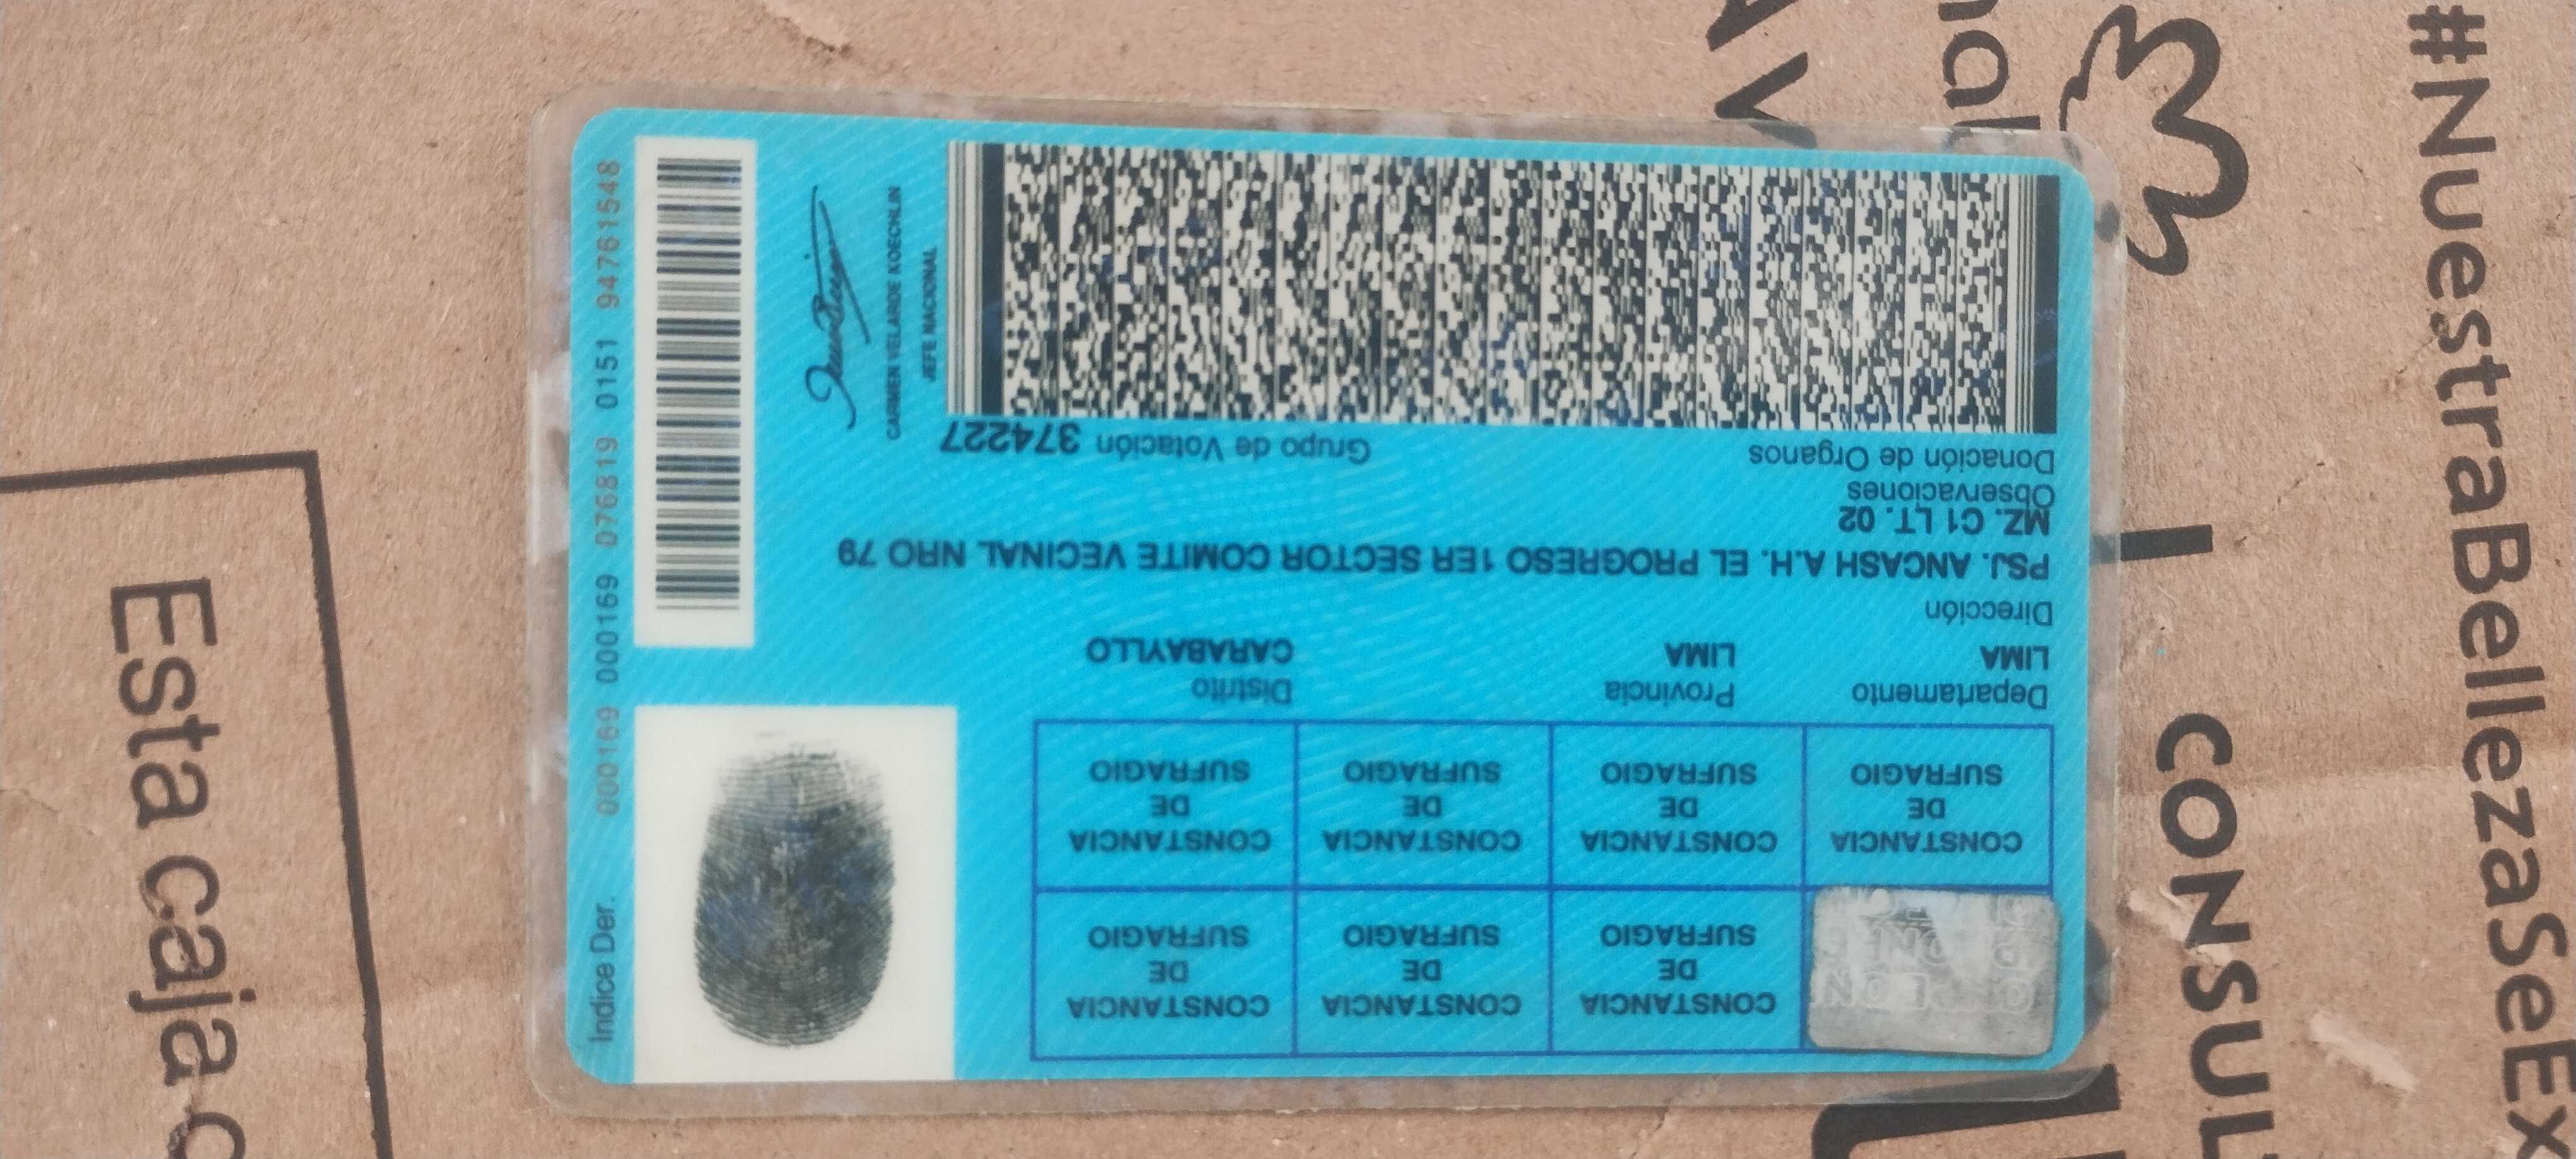 CONSTANCIA
DE
SUFRAGIO
CONSTANCIA
DE
SUFRAGIO
CONSTANCIA
DE
SUFRAGIO
CONSTANCIA
DE
SUFRAGIO
CONSTANCIA
DE
SUFRAGIO
CONSTANCIA
DE
SUFRAGIO
CONSTANCIA
DE
SUFRAGIO
Departamento Provincia Distrito
LIMA LIMA CARABAYLLO
Dirección
PSJ. ANCASH A.H. EL PROGRESO 1ER SECTOR COMITE VECINAL NRO 79
MZ. C1 LT. 02
Observaciones
Donación de Organos Grupo de Votación 374227
Indice Der. 000169 000169 076819 0151 94761548
CARMEN VELARDE KOECHLIN
JEFE NACIONAL
Esta caja
CONSUL
#NuestraBellezaSeEx